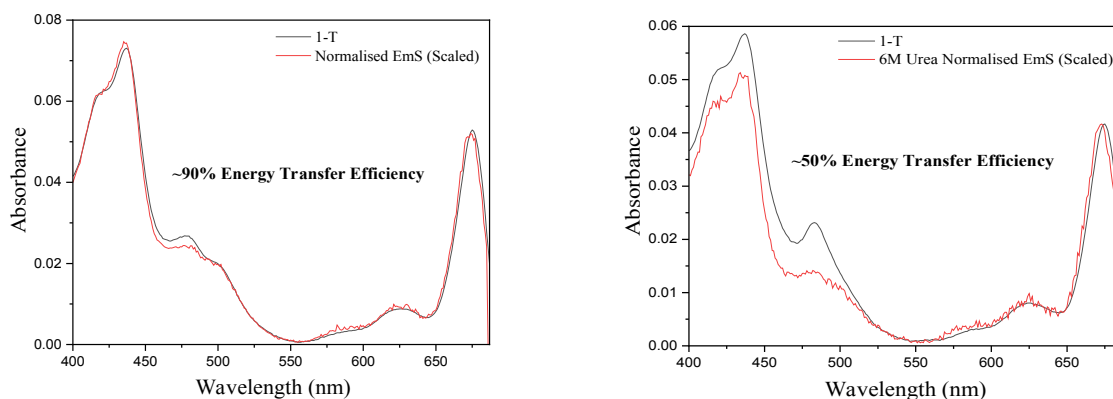 0.08
0.06
0.04
0.02
0.00
400 450 500 550 600 650
Absorbance
Wavelength (nm)
1-T
Normalised EmS (Scaled)
~90% Energy Transfer Efficiency
0.06
0.05
0.04
0.03
0.02
0.01
0.00
400 450 500 550 600 650
Absorbance
Wavelength (nm)
1-T
6M Urea Normalised EmS (Scaled)
~50% Energy Transfer Efficiency